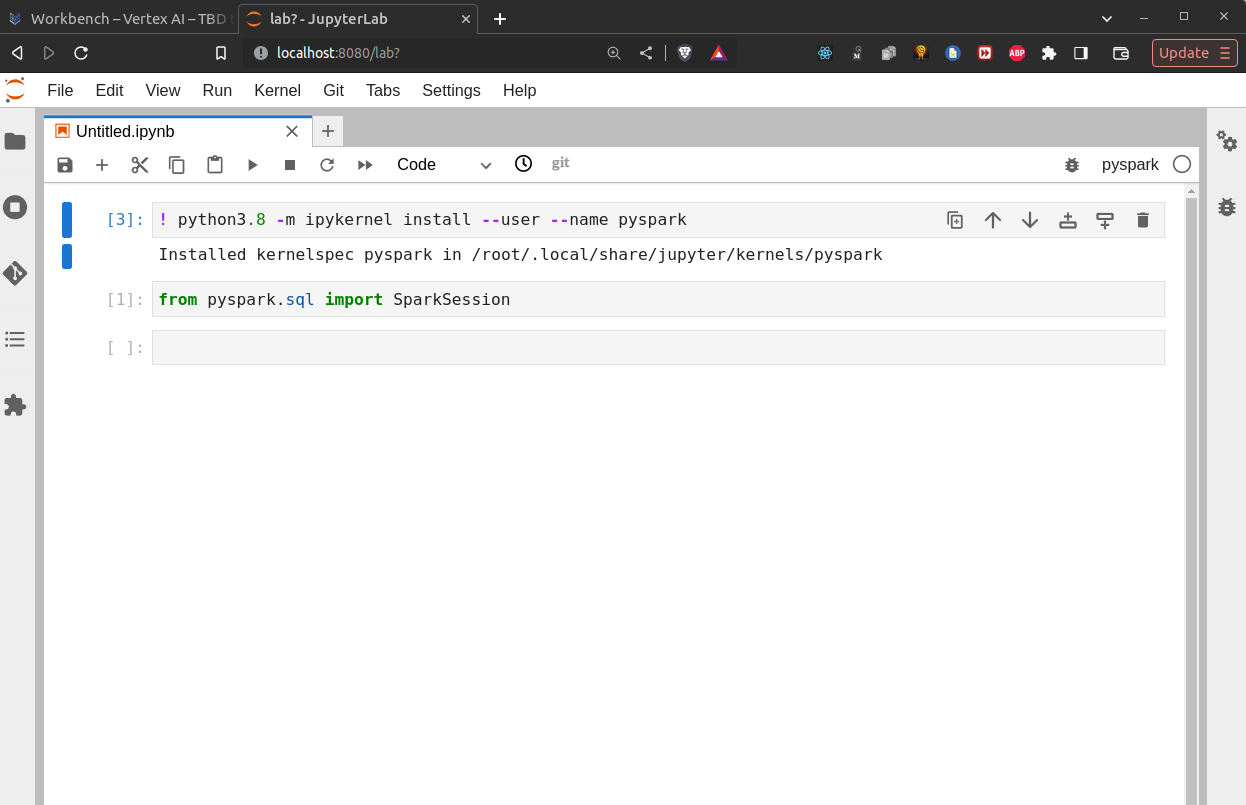 Workbench – Vertex AI – TBD
lab? - JupyterLab
localhost:8080/lab?
M
ABP
Update
File Edit View Run Kernel Git Tabs Settings Help
Untitled.ipynb
Code
git
pyspark
[3]: ! python3.8 -m ipykernel install --user --name pyspark
Installed kernelspec pyspark in /root/.local/share/jupyter/kernels/pyspark
[1]: from pyspark.sql import SparkSession
[ ]: